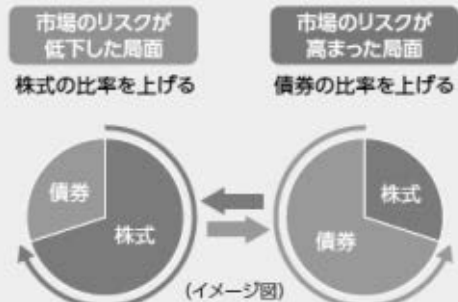 市場のリスクが
低下した局面
株式の比率を上げる
債券
株式
市場のリスクが
高まった局面
債券の比率を上げる
株式
債券
(イメージ図)